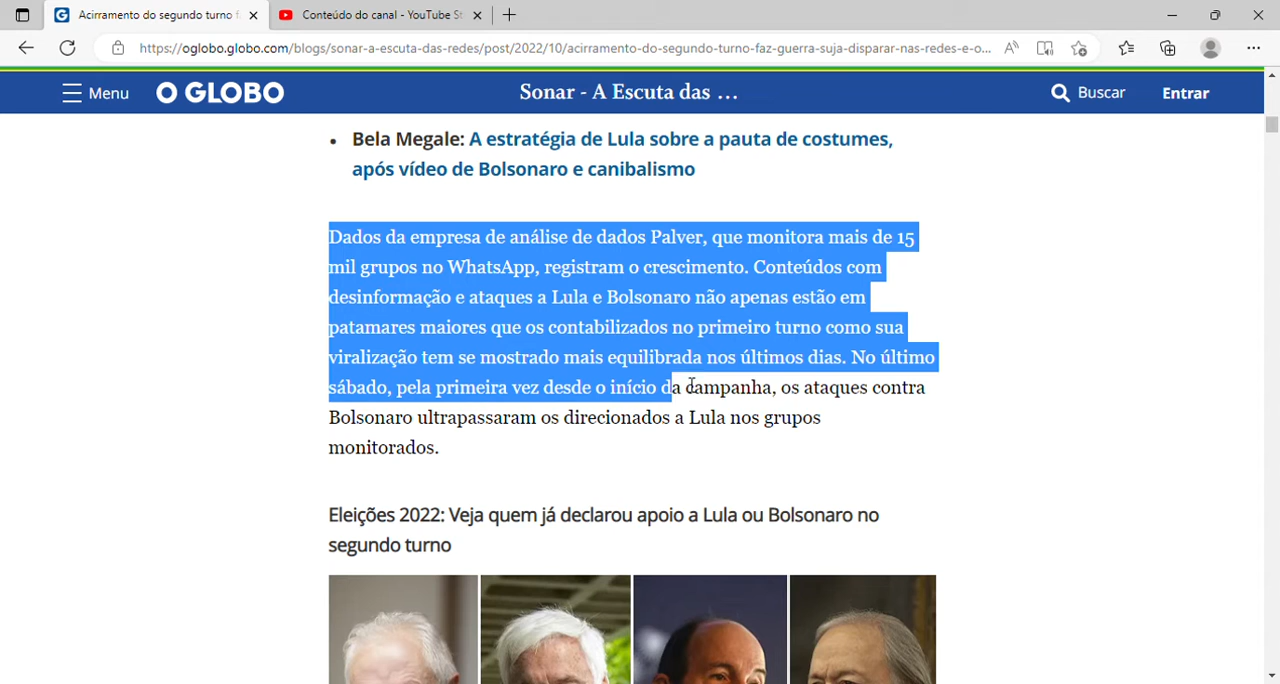 Acirramento do segundo turno fa
Conteúdo do canal - YouTube St
https://oglobo.globo.com/blogs/sonar-a-escuta-das-redes/post/2022/10/acirramento-do-segundo-turno-faz-guerra-suja-disparar-nas-redes-e-o...
Menu
O GLOBO
Sonar - A Escuta das ...
Buscar
Entrar
Bela Megale: A estratégia de Lula sobre a pauta de costumes,
após vídeo de Bolsonaro e canibalismo
Dados da empresa de análise de dados Palver, que monitora mais de 15
mil grupos no WhatsApp, registram o crescimento. Conteúdos com
desinformação e ataques a Lula e Bolsonaro não apenas estão em
patamares maiores que os contabilizados no primeiro turno como sua
viralização tem se mostrado mais equilibrada nos últimos dias. No último
sábado, pela primeira vez desde o início da campanha, os ataques contra
Bolsonaro ultrapassaram os direcionados a Lula nos grupos
monitorados.
Eleições 2022: Veja quem já declarou apoio a Lula ou Bolsonaro no
segundo turno